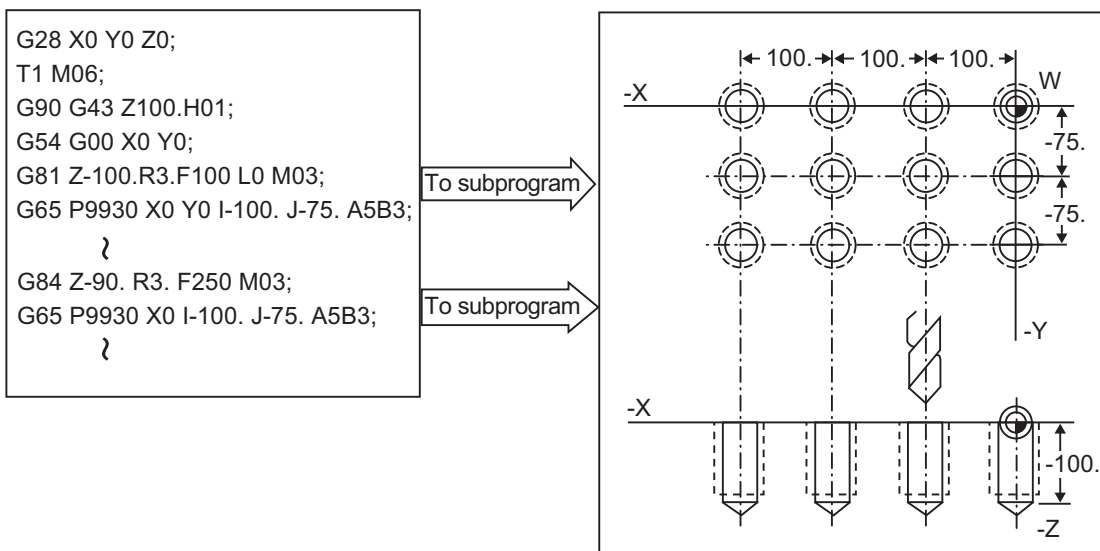 G28 X0 Y0 Z0;
T1 M06;
G90 G43 Z100.H01;
G54 G00 X0 Y0;
G81 Z-100.R3.F100 L0 M03;
G65 P9930 X0 Y0 I-100. J-75. A5B3;
~
G84 Z-90. R3. F250 M03;
G65 P9930 X0 I-100. J-75. A5B3;
~
To subprogram
To subprogram
100. 100. 100.
-X
W
-75.
-75.
-Y
-X
-100.
-Z